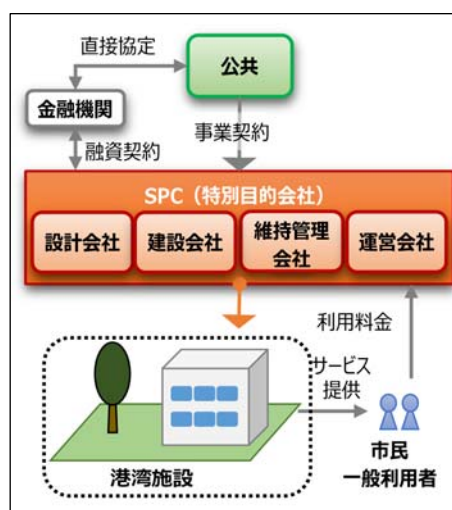 直接協定
公共
金融機関
事業契約
融資契約
SPC（特別目的会社）
設計会社
建設会社
維持管理
会社
運営会社
利用料金
サービス
提供
市民
一般利用者
港湾施設